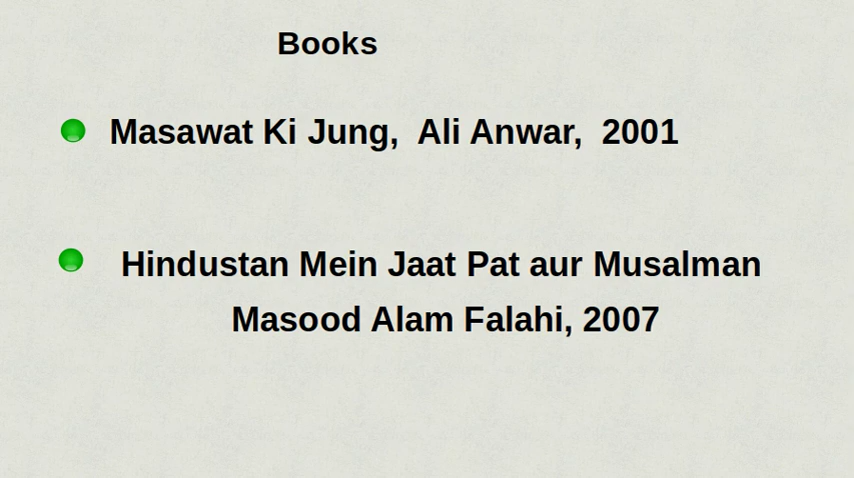 Books
Masawat Ki Jung, Ali Anwar, 2001
Hindustan Mein Jaat Pat aur Musalman
Masood Alam Falahi, 2007